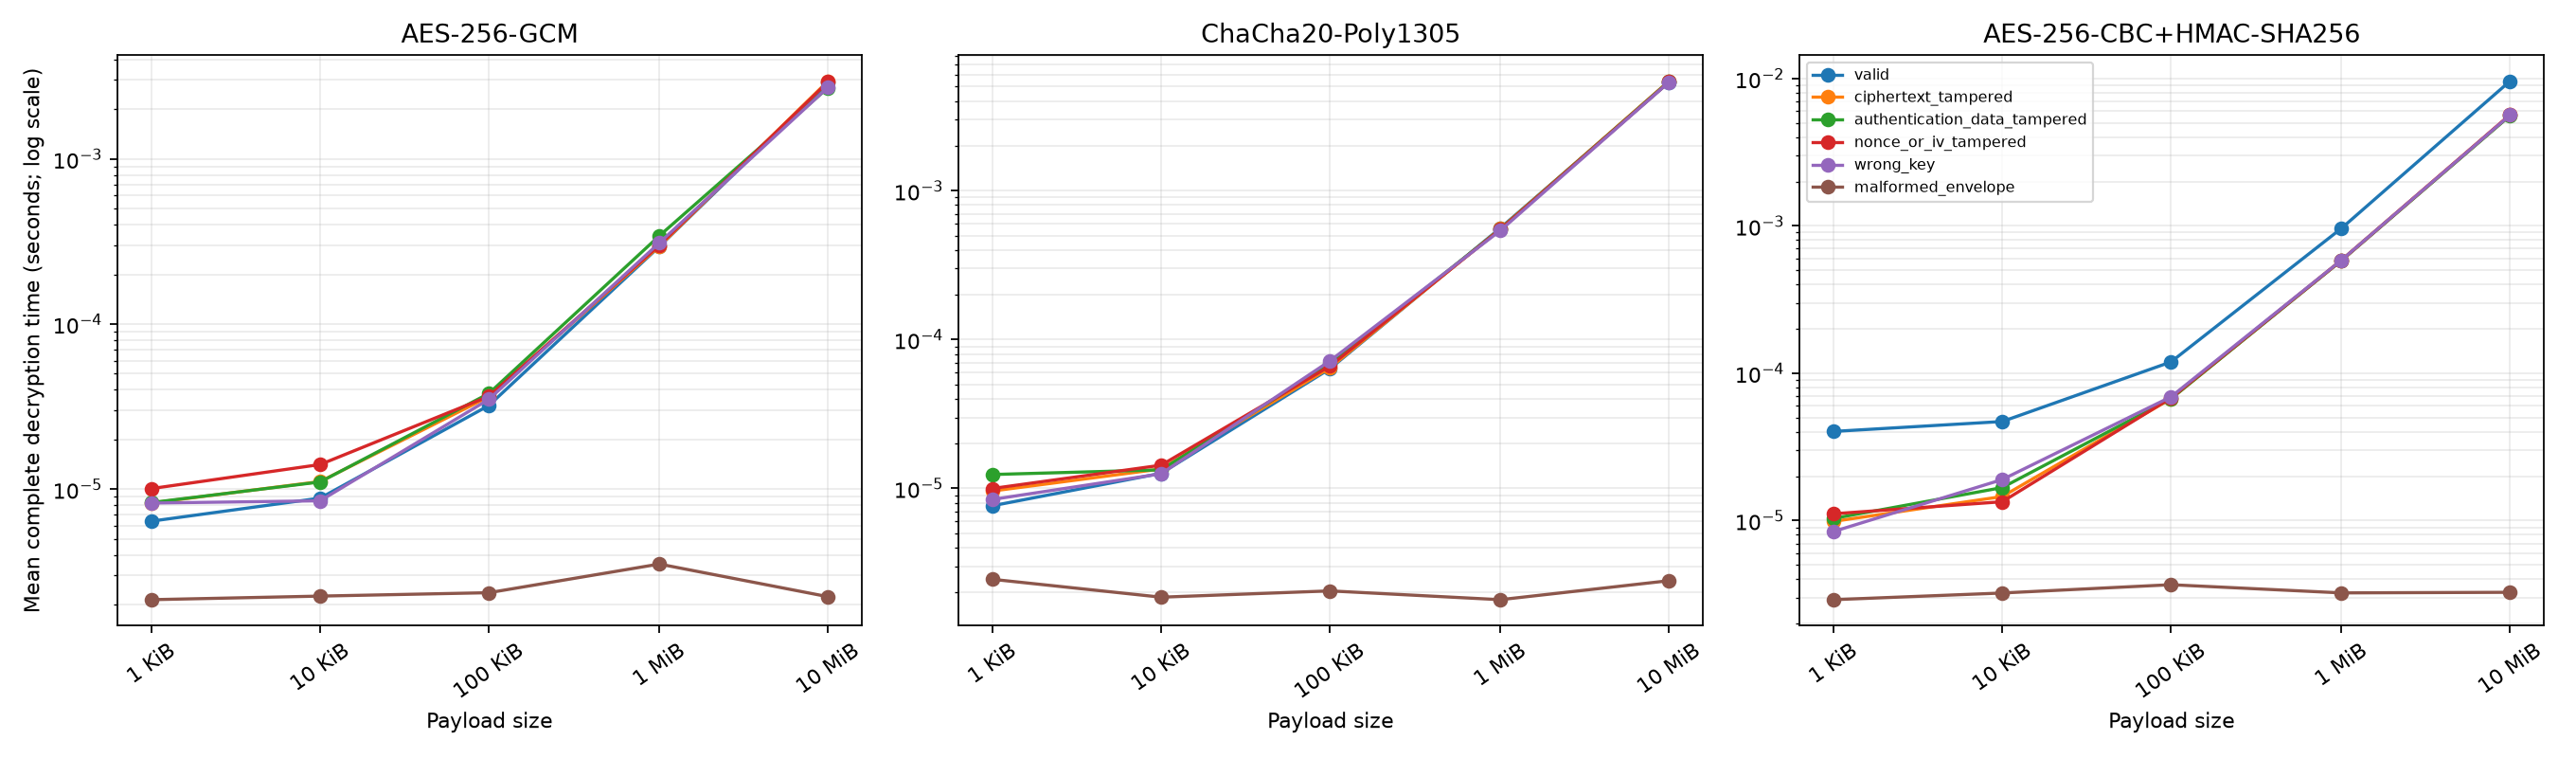 AES-256-GCM
Mean complete decryption time (seconds; log scale)
10⁻³
10⁻⁴
10⁻⁵
1 KiB
10 KiB
100 KiB
1 MiB
10 MiB
Payload size
ChaCha20-Poly1305
10⁻³
10⁻⁴
10⁻⁵
1 KiB
10 KiB
100 KiB
1 MiB
10 MiB
Payload size
AES-256-CBC+HMAC-SHA256
valid
ciphertext_tampered
authentication_data_tampered
nonce_or_iv_tampered
wrong_key
malformed_envelope
10⁻²
10⁻³
10⁻⁴
10⁻⁵
1 KiB
10 KiB
100 KiB
1 MiB
10 MiB
Payload size